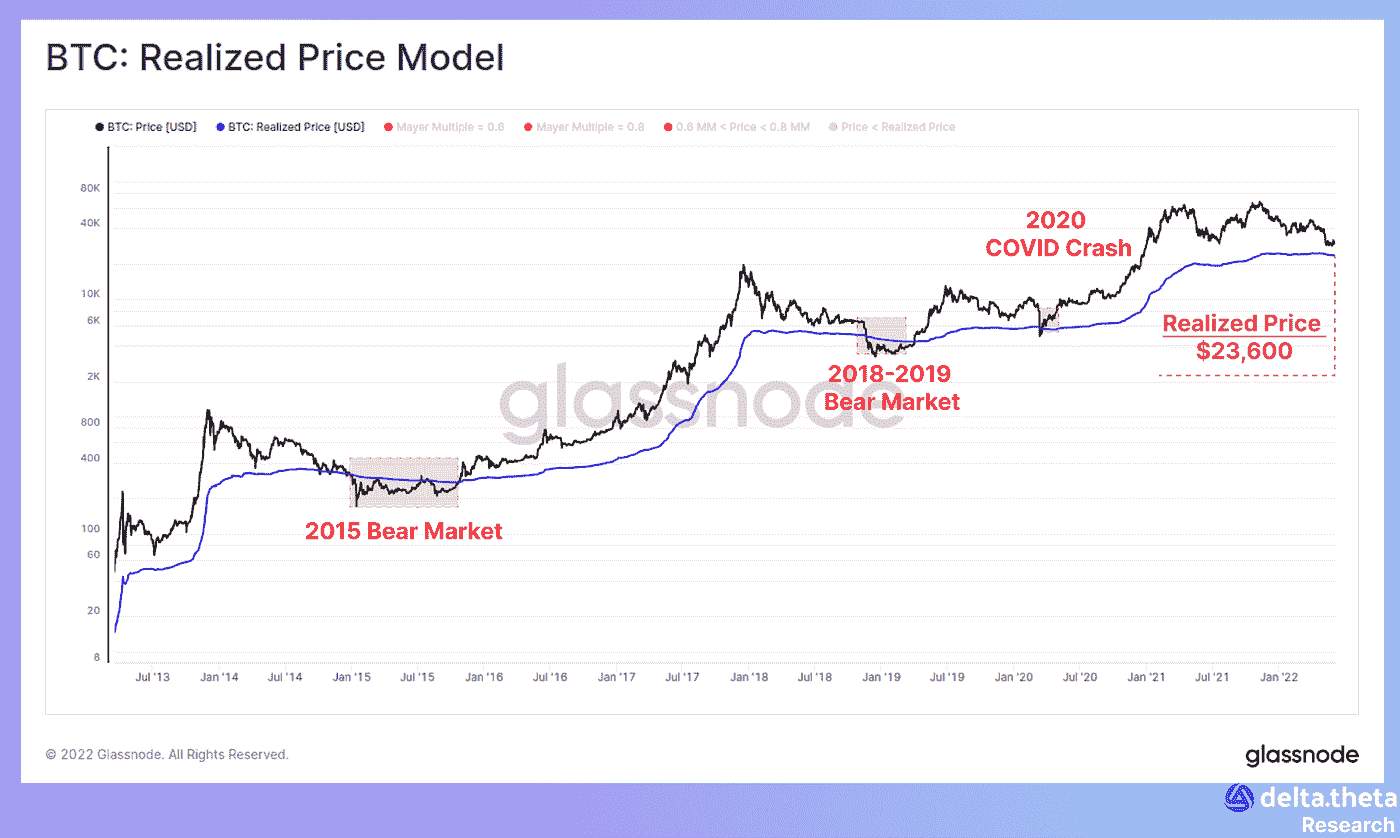 BTC: Realized Price Model
BTC: Price [USD] BTC: Realized Price [USD] Mayer Multiple = 0.6 Mayer Multiple = 0.8 0.6 MM < Price < 0.8 MM Price < Realized Price
80K
40K
10K
6K
2K
800
400
100
60
20
8
2020
COVID Crash
Realized Price
$23,600
2018-2019
Bear Market
glassnode
2015 Bear Market
Jul '13 Jan '14 Jul '14 Jan '15 Jul '15 Jan '16 Jul '16 Jan '17 Jul '17 Jan '18 Jul '18 Jan '19 Jul '19 Jan '20 Jul '20 Jan '21 Jul '21 Jan '22
© 2022 Glassnode. All Rights Reserved.
glassnode
delta.theta
Research